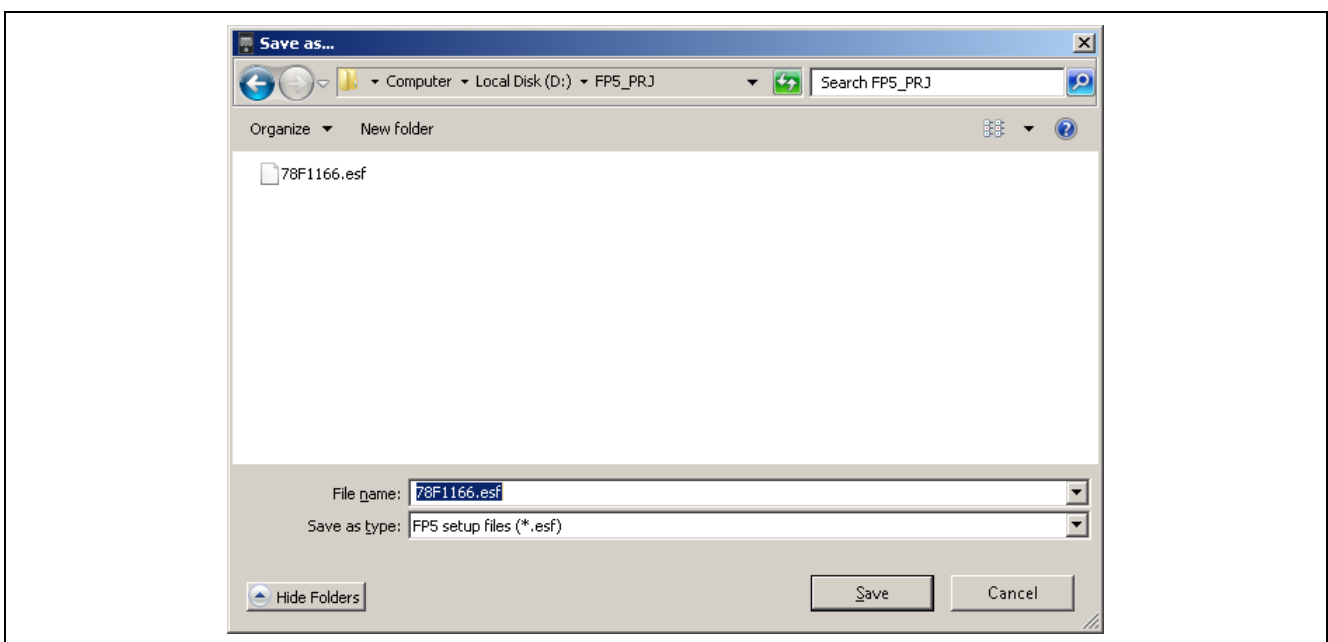 Save as...
Computer Local Disk (D:) FP5_PRJ Search FP5_PRJ
Organize New folder
78F1166.esf
File name: 78F1166.esf
Save as type: FP5 setup files (*.esf)
Hide Folders Save Cancel